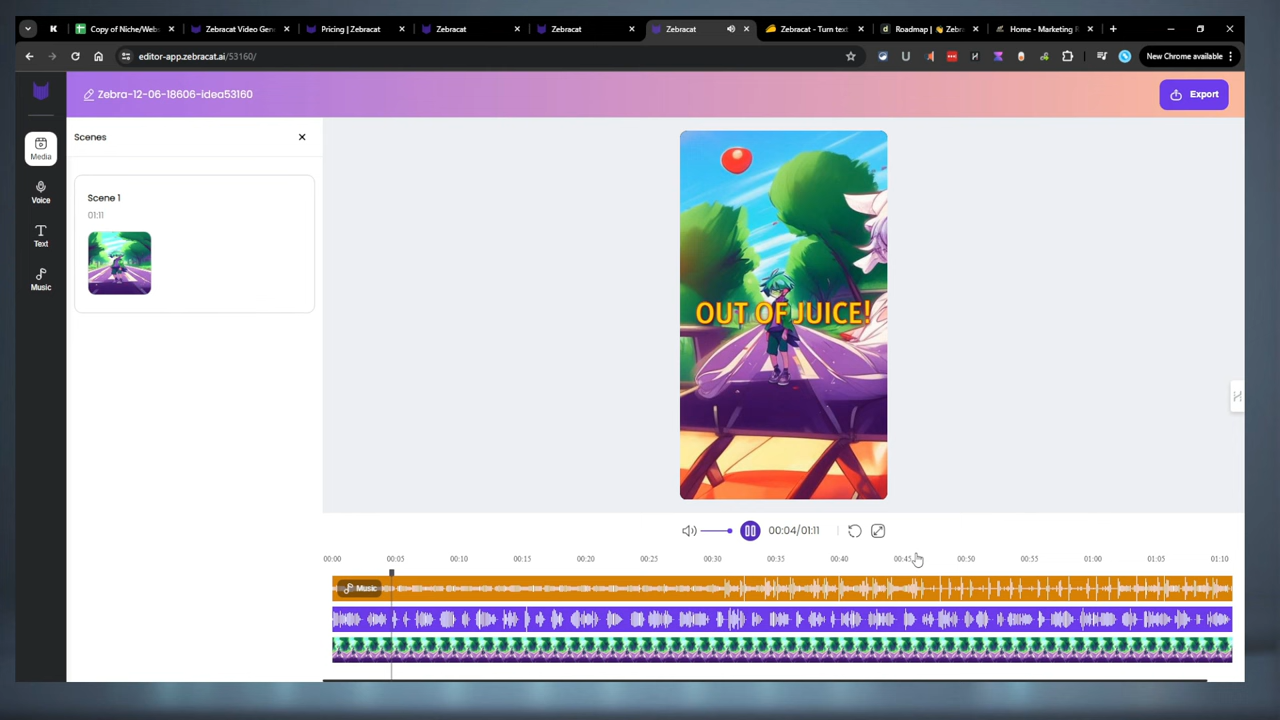 Copy of Niche/Webs
Zebracat Video Gen
Pricing | Zebracat
Zebracat
Zebracat
Zebracat
Zebracat - Turn text
Roadmap | Zebra
Home - Marketing
editor-app.zebracat.ai/53160/
New Chrome available
Zebra-12-06-18606-idea53160
Export
Media
Voice
Text
Music
Scenes
Scene 1
01:11
OUT OF JUICE!
00:04/01:11
00:00 00:05 00:10 00:15 00:20 00:25 00:30 00:35 00:40 00:45 00:50 00:55 01:00 01:05 01:10
Music